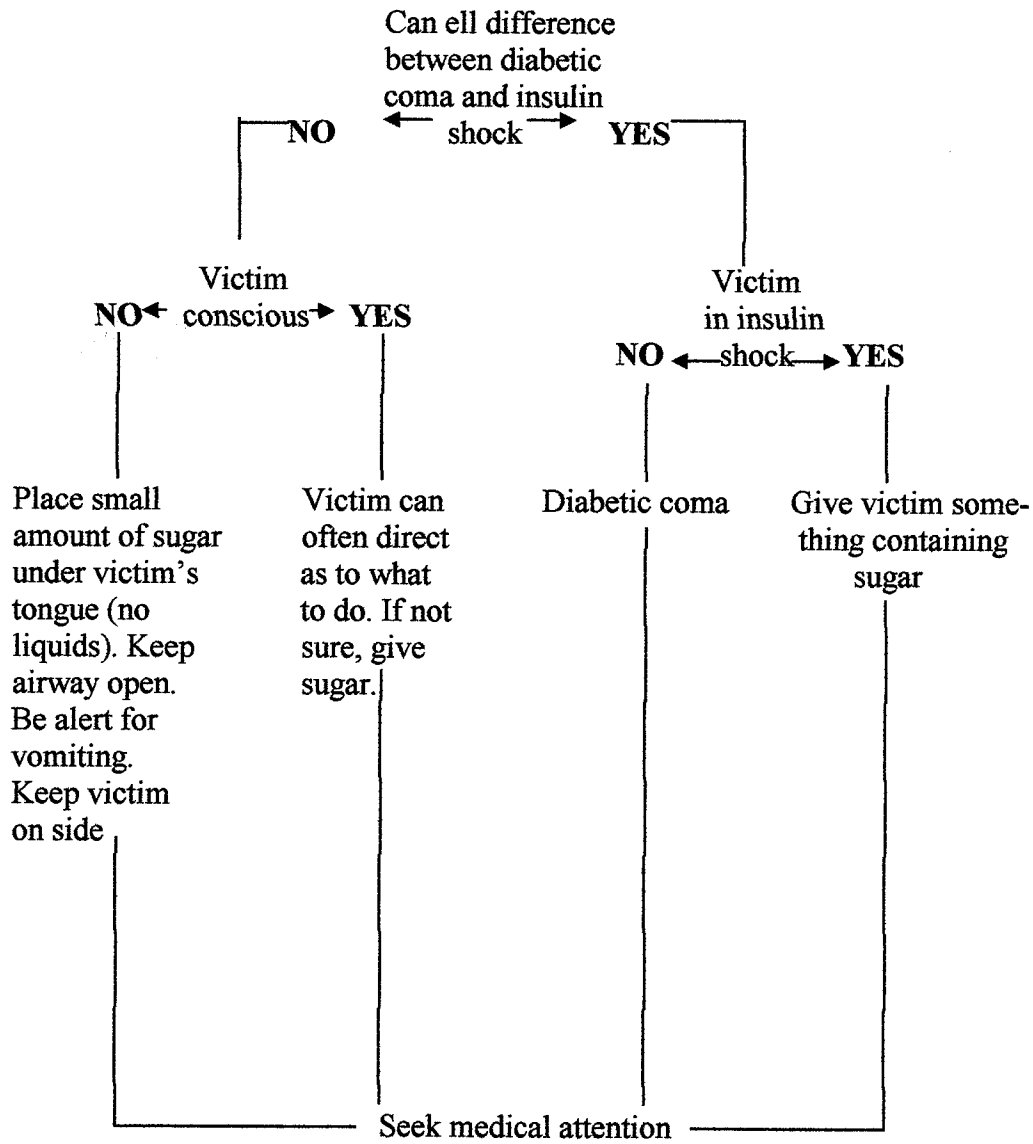 Can ell difference
between diabetic
coma and insulin
NO shock YES
Victim
NO conscious YES
Victim
in insulin
NO shock YES
Place small
amount of sugar
under victim's
tongue (no
liquids). Keep
airway open.
Be alert for
vomiting.
Keep victim
on side
Victim can
often direct
as to what
to do. If not
sure, give
sugar.
Diabetic coma
Give victim some-
thing containing
sugar
Seek medical attention